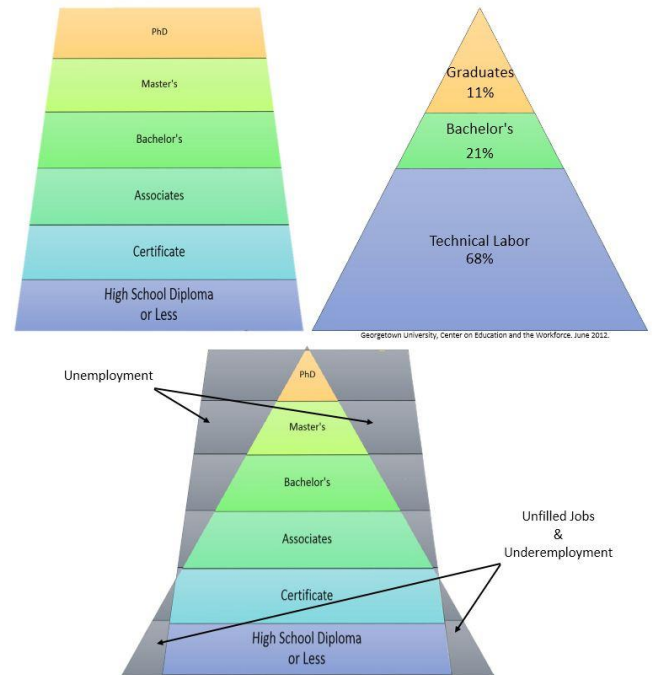 PhD
Master's
Bachelor's
Associates
Certificate
High School Diploma
or Less
Graduates
11%
Bachelor's
21%
Technical Labor
68%
Georgetown University, Center on Education and the Workforce. June 2012.
Unemployment
PhD
Master's
Bachelor's
Associates
Certificate
High School Diploma
or Less
Unfilled Jobs
&
Underemployment